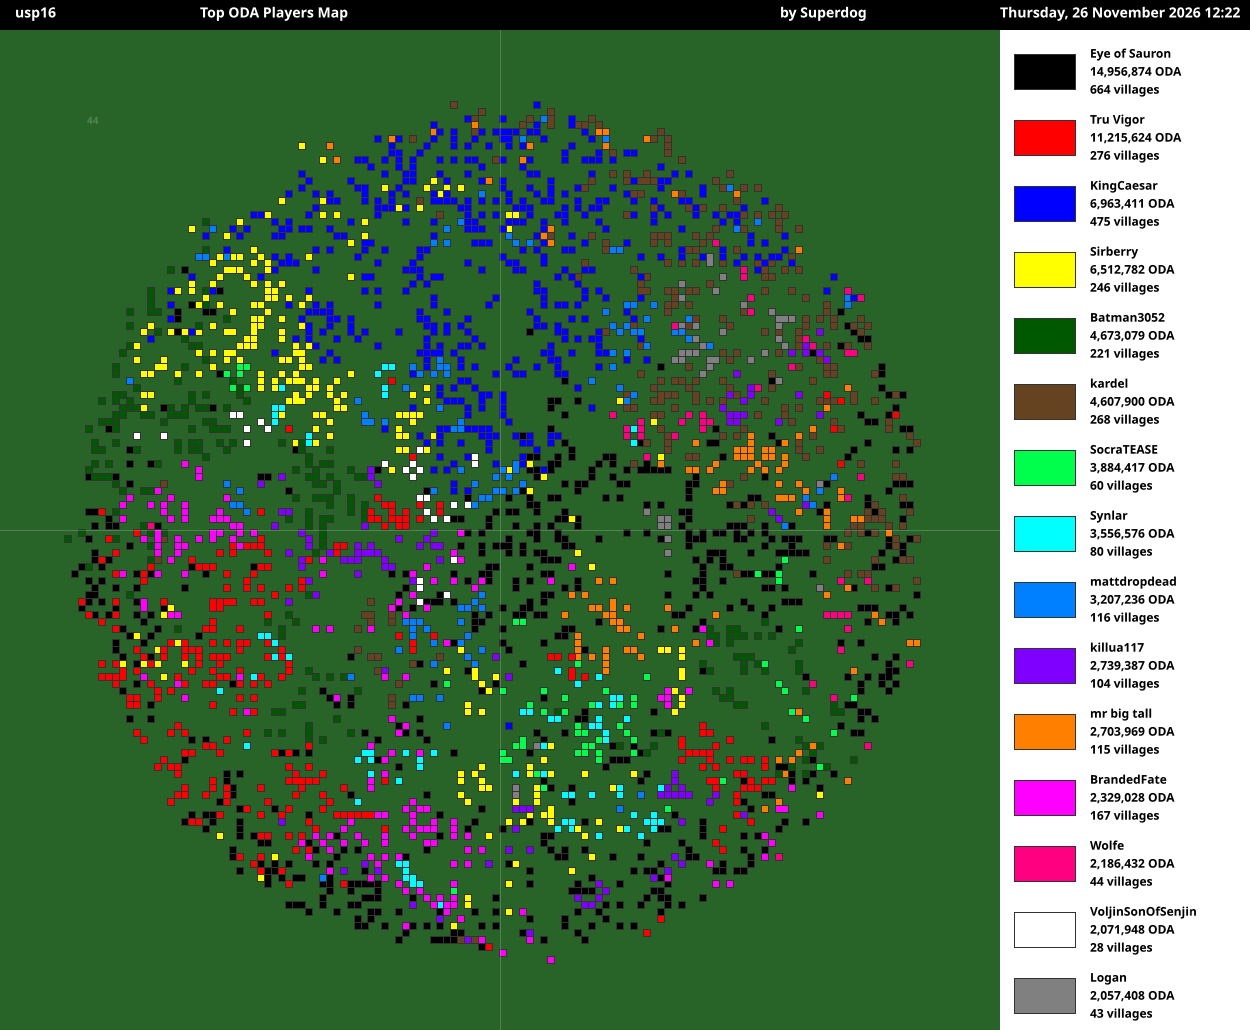 usp16 Top ODA Players Map by Superdog Thursday, 26 November 2026 12:22
44
Eye of Sauron
14,956,874 ODA
664 villages
Tru Vigor
11,215,624 ODA
276 villages
KingCaesar
6,963,411 ODA
475 villages
Sirberry
6,512,782 ODA
246 villages
Batman3052
4,673,079 ODA
221 villages
kardel
4,607,900 ODA
268 villages
SocraTEASE
3,884,417 ODA
60 villages
Synlar
3,556,576 ODA
80 villages
mattdropdead
3,207,236 ODA
116 villages
killua117
2,739,387 ODA
104 villages
mr big tall
2,703,969 ODA
115 villages
BrandedFate
2,329,028 ODA
167 villages
Wolfe
2,186,432 ODA
44 villages
VoljinSonOfSenjin
2,071,948 ODA
28 villages
Logan
2,057,408 ODA
43 villages